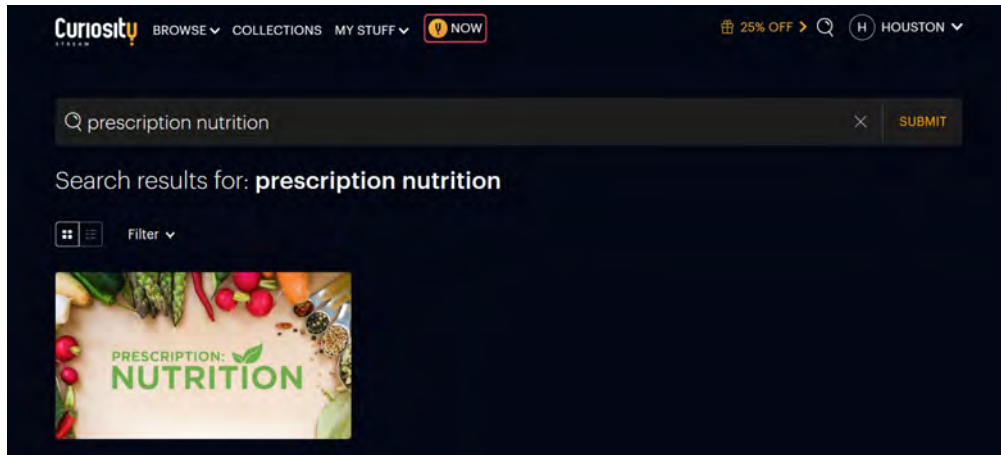 CURIOSITY BROWSE COLLECTIONS MY STUFF NOW 25% OFF > H HOUSTON
STREAM
prescription nutrition SUBMIT
Search results for: prescription nutrition
Filter
PRESCRIPTION:
NUTRITION